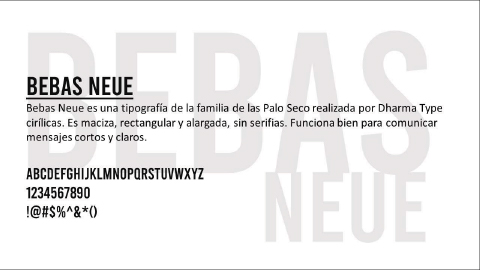 BEBAS
NEUE
BEBAS NEUE
Bebas Neue es una tipografía de la familia de las Palo Seco realizada por Dharma Type
cirílicas. Es maciza, rectangular y alargada, sin serifias. Funciona bien para comunicar
mensajes cortos y claros.
ABCDEFGHIJKLMNOPQRSTUVWXYZ
1234567890
!@#$%^&*()